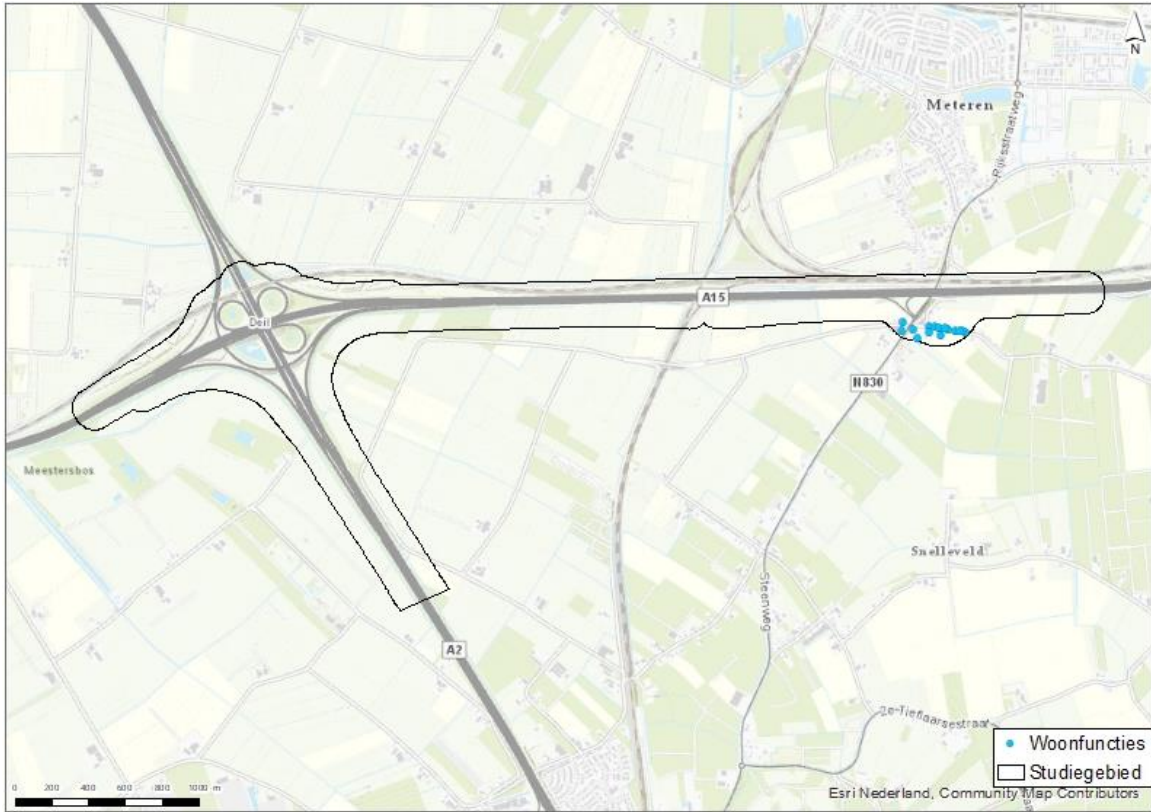 N
Meteren
Rijksstraatweg
A15
Deil
N830
Meestersbos
Snelleveld
Steenweg
A2
2e Tieflaarsestraat
Woonfuncties
Studiegebied
0 200 400 600 800 1000 m
Esri Nederland, Community Map Contributors